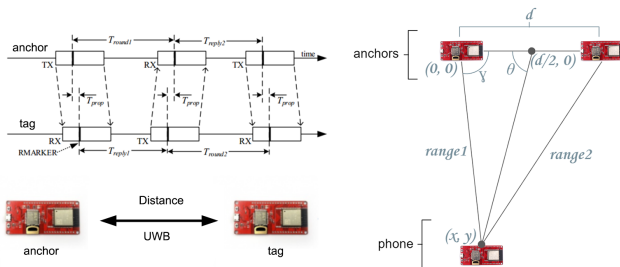 T_round1
T_reply2
anchor
time
TX
RX
TX
T_prop
T_prop
T_prop
tag
RX
TX
RX
RMARKER
T_reply1
T_round2
Distance
UWB
anchor
tag
d
anchors
(0, 0)
γ
θ
(d/2, 0)
range1
range2
phone
(x, y)